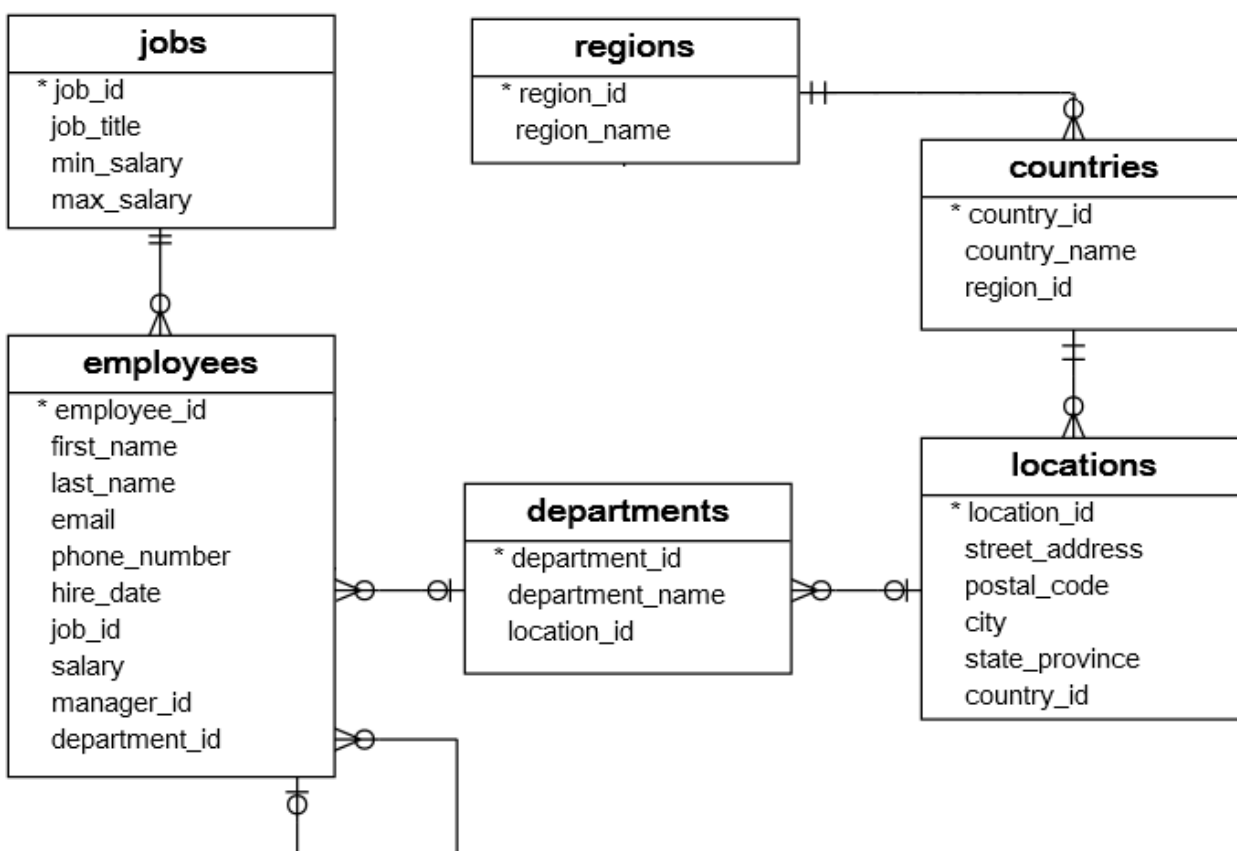 jobs
* job_id
job_title
min_salary
max_salary
regions
* region_id
region_name
countries
* country_id
country_name
region_id
employees
* employee_id
first_name
last_name
email
phone_number
hire_date
job_id
salary
manager_id
department_id
departments
* department_id
department_name
location_id
locations
* location_id
street_address
postal_code
city
state_province
country_id